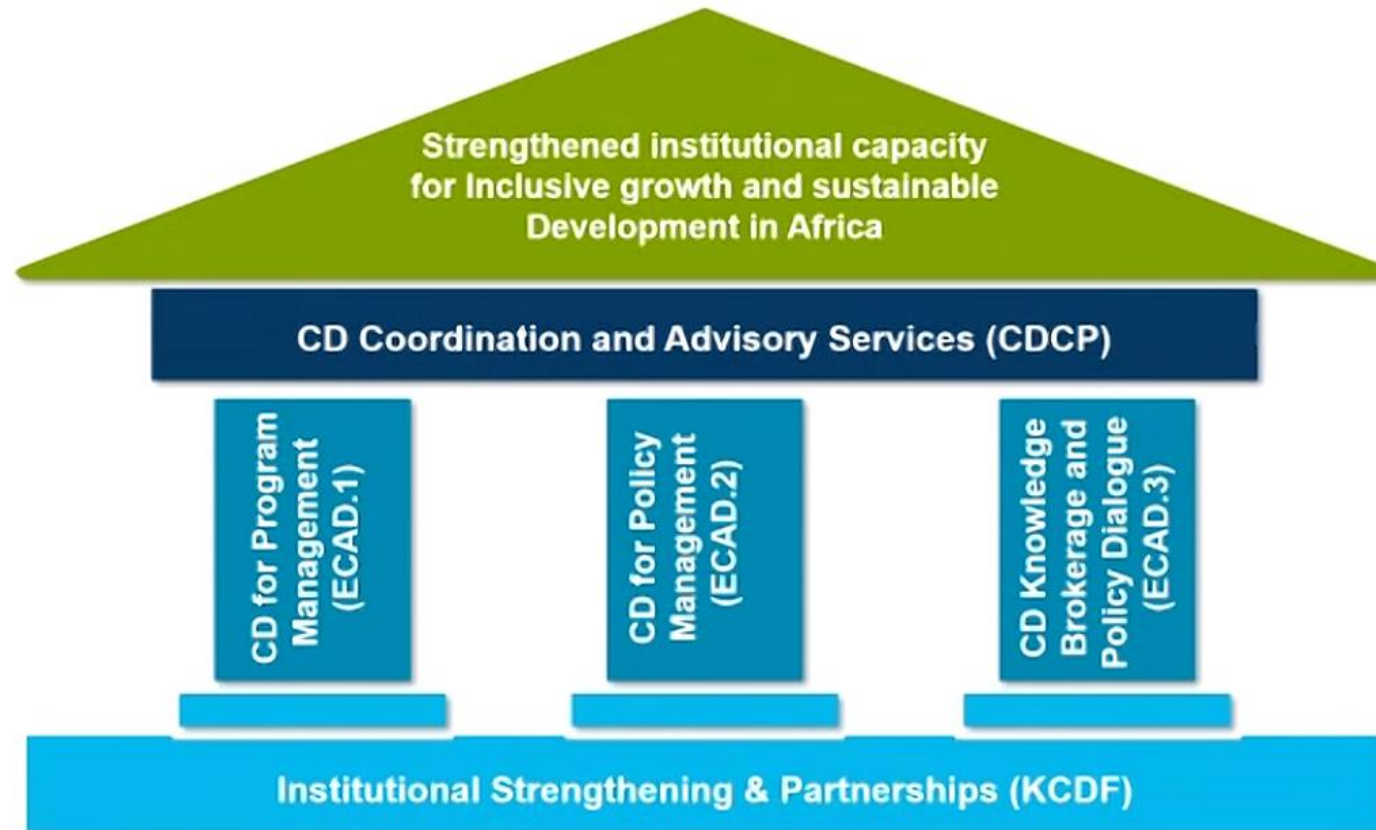 Strengthened institutional capacity
for Inclusive growth and sustainable
Development in Africa
CD Coordination and Advisory Services (CDCP)
CD for Program
Management
(ECAD.1)
CD for Policy
Management
(ECAD.2)
CD Knowledge
Brokerage and
Policy Dialogue
(ECAD.3)
Institutional Strengthening & Partnerships (KCDF)